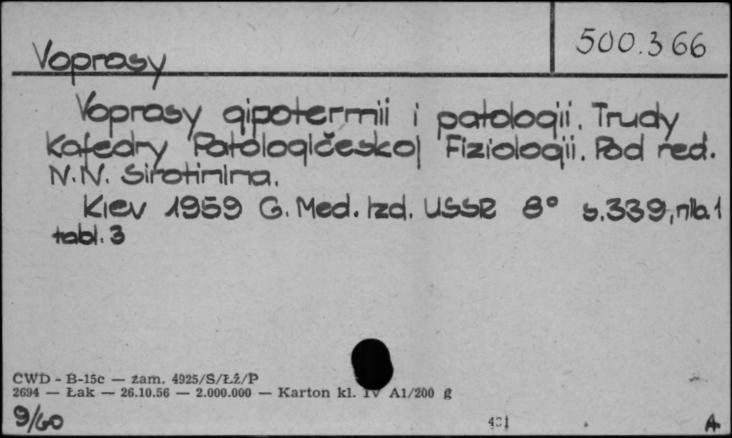 500.366
Voprosy
Voprosy gipotermii i patologii. Trudy
Kafedry Patologičeskoj Fiziologii. Pod red.
N.N. Sirotinina.
Kiev 1959 G. Med. Izd. USSR 8° s.339, nlb. 1
tabl. 3
CWD - B-15c — zam. 4925/S/Łż/P
2694 — Łak — 26.10.56 — 2.000.000 — Karton kl. IV A1/200 g
9/60 A